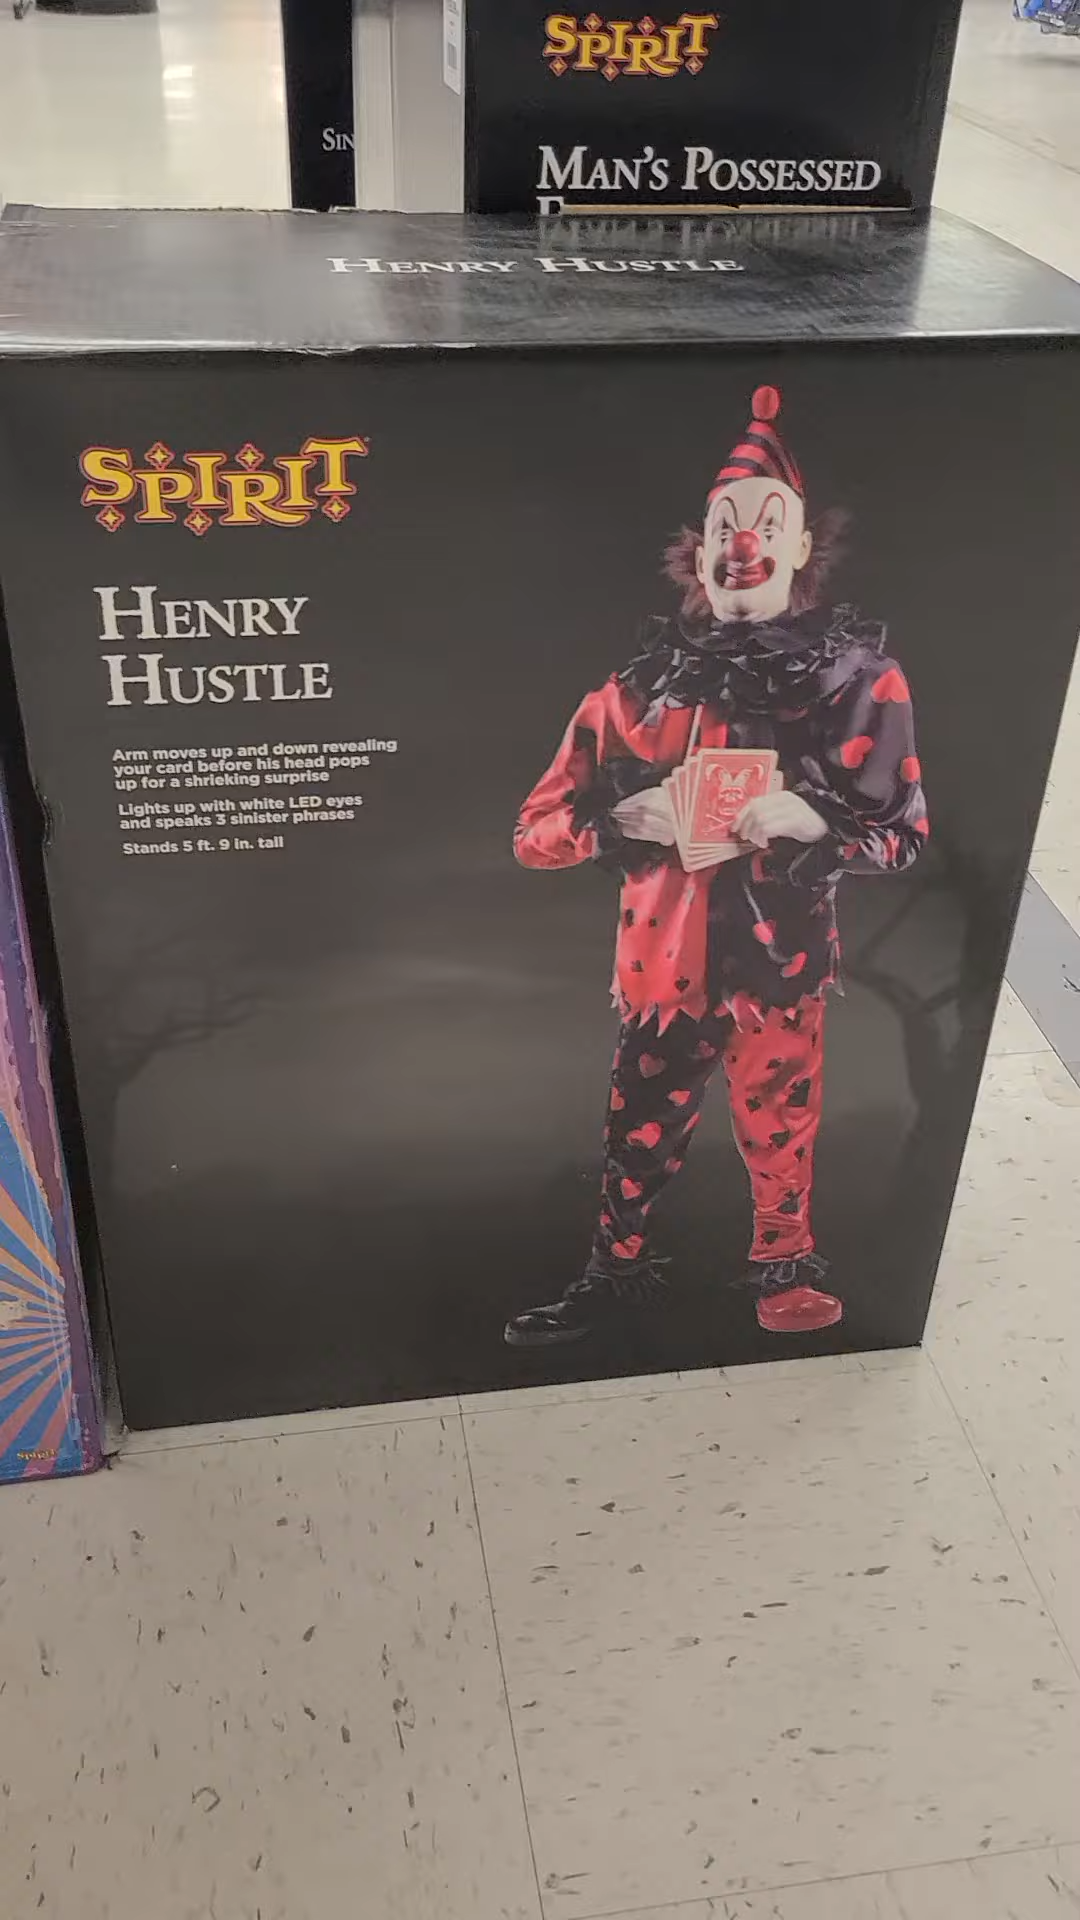 SPIRIT
SIN
MAN'S POSSESSED
HENRY HUSTLE
SPIRIT
HENRY
HUSTLE
Arm moves up and down revealing
your card before his head pops
up for a shrieking surprise
Lights up with white LED eyes
and speaks 3 sinister phrases
Stands 5 ft. 9 in. tall
SPIRIT